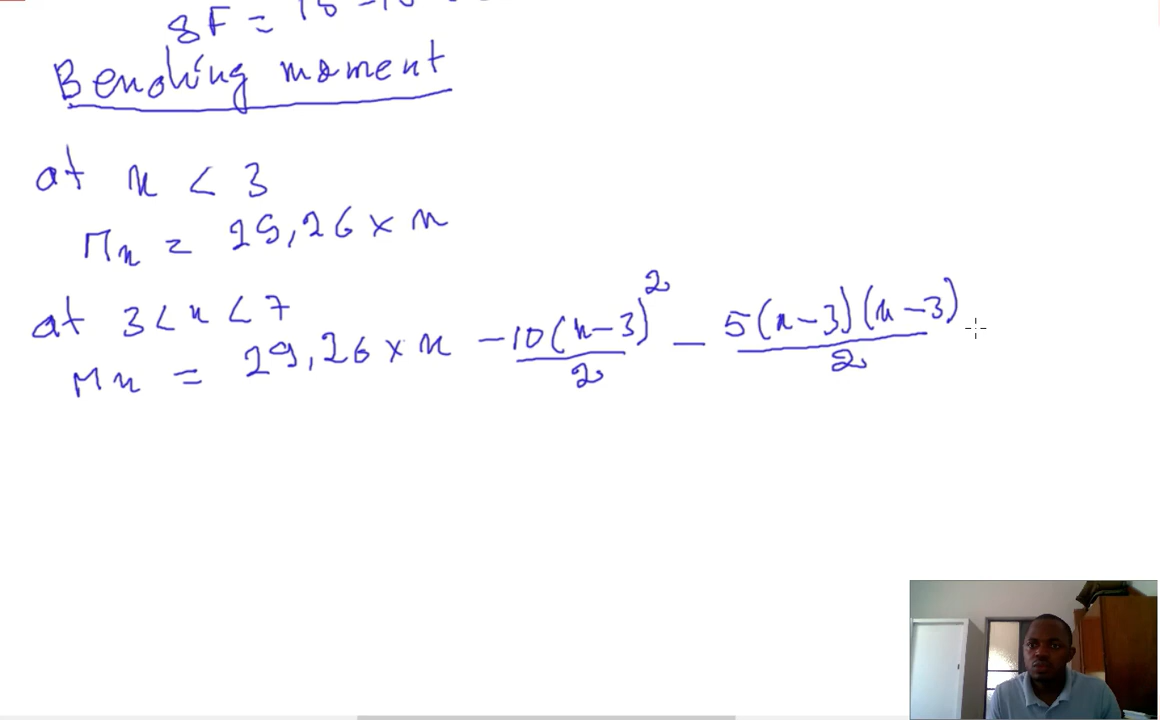 8F =
Bending moment
at x < 3
Mx = 29,26 × x
at 3 < x < 7
Mx = 29,26 × x - 10(x-3)²/2 - 5(x-3)(x-3)/2